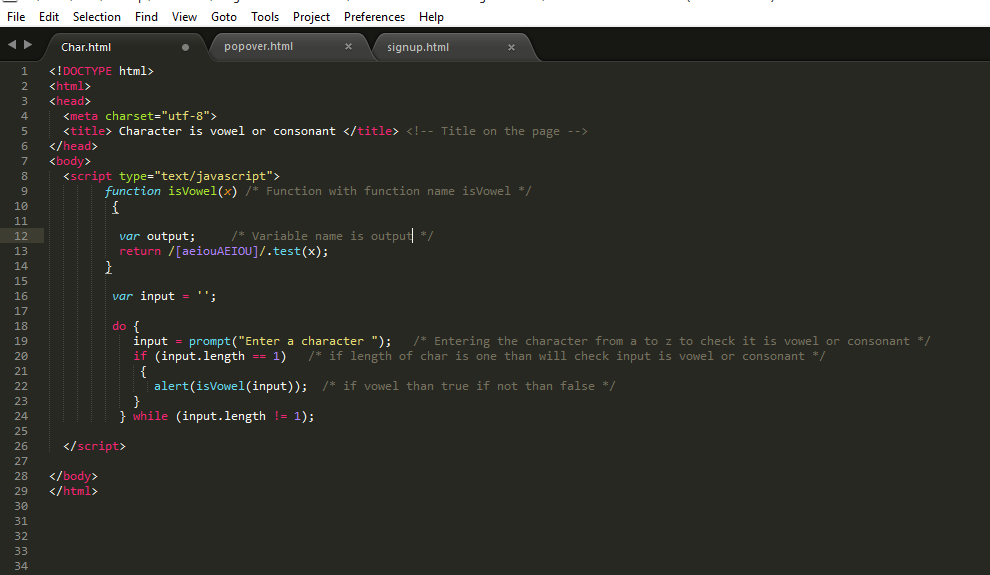 File Edit Selection Find View Goto Tools Project Preferences Help
Char.html popover.html signup.html
1 <!DOCTYPE html>
2 <html>
3 <head>
4 <meta charset="utf-8">
5 <title> Character is vowel or consonant </title> <!-- Title on the page -->
6 </head>
7 <body>
8 <script type="text/javascript">
9 function isVowel(x) /* Function with function name isVowel */
10 {
11
12 var output; /* Variable name is output */
13 return /[aeiouAEIOU]/.test(x);
14 }
15
16 var input = '';
17
18 do {
19 input = prompt("Enter a character "); /* Entering the character from a to z to check it is vowel or consonant */
20 if (input.length == 1) /* if length of char is one than will check input is vowel or consonant */
21 {
22 alert(isVowel(input)); /* if vowel than true if not than false */
23 }
24 } while (input.length != 1);
25
26 </script>
27
28 </body>
29 </html>
30
31
32
33
34